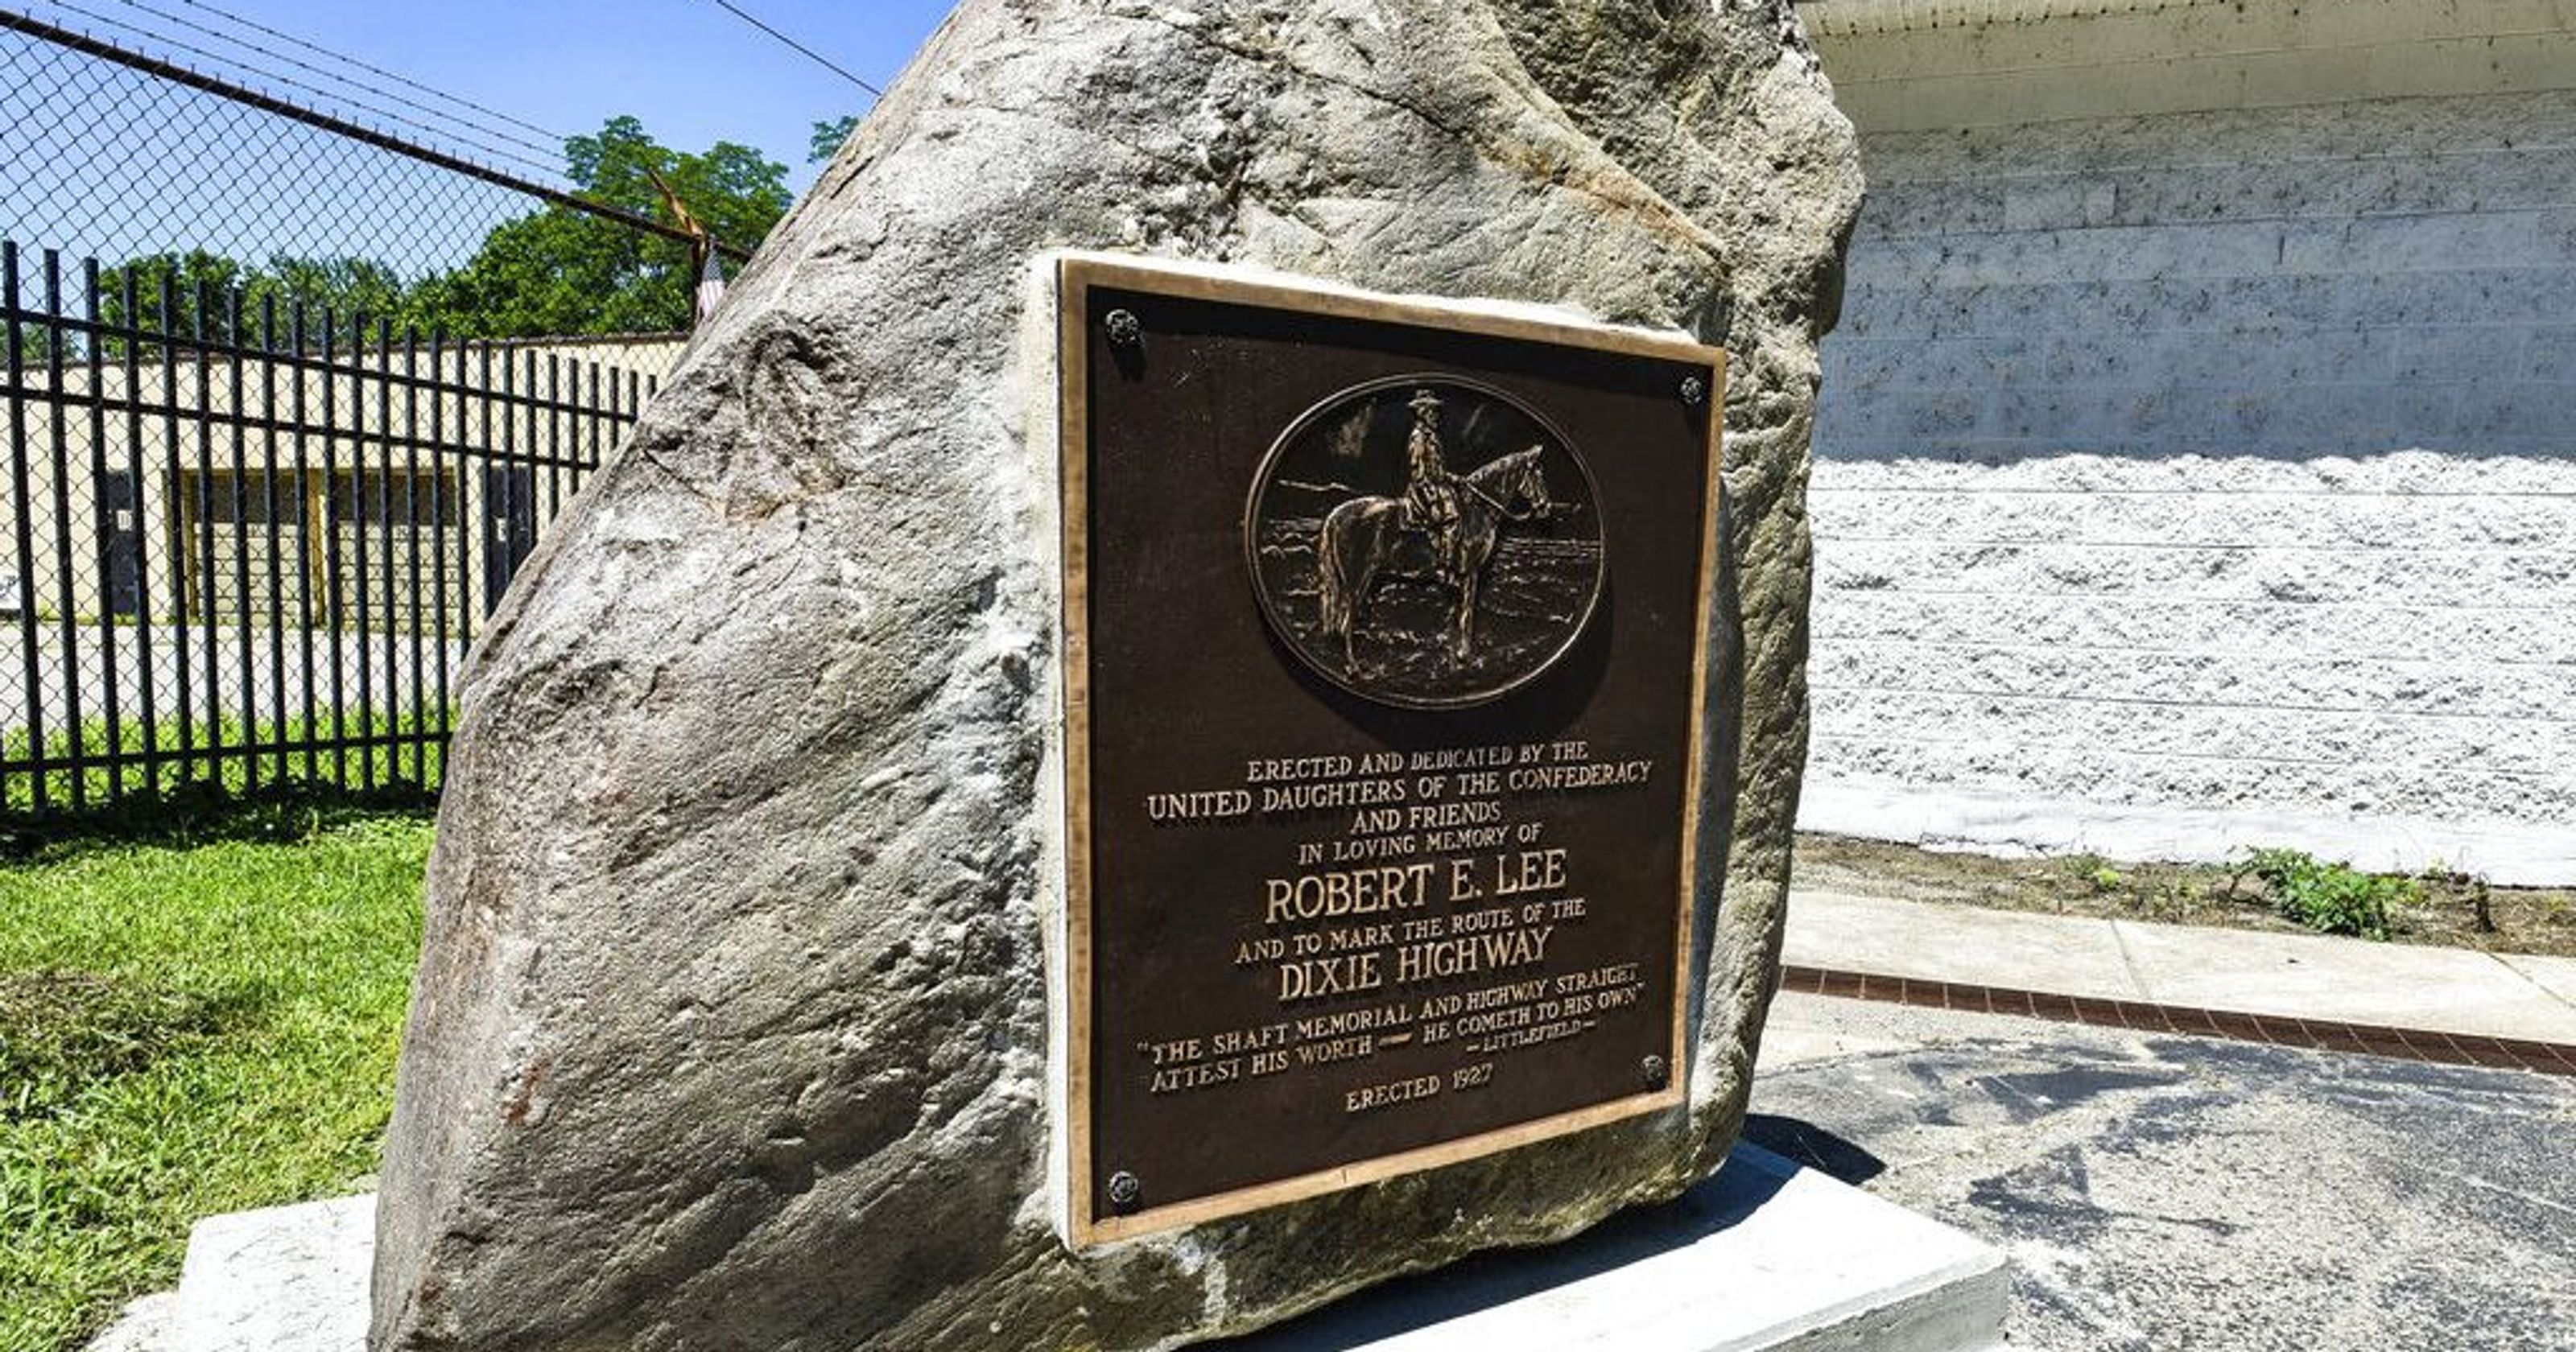 ERECTED AND DEDICATED BY THE
UNITED DAUGHTERS OF THE CONFEDERACY
AND FRIENDS
IN LOVING MEMORY OF
ROBERT E. LEE
AND TO MARK THE ROUTE OF THE
DIXIE HIGHWAY
"THE SHAFT MEMORIAL AND HIGHWAY STRAIGHT
ATTEST HIS WORTH — HE COMETH TO HIS OWN"
-LITTLEFIELD-
ERECTED 1927